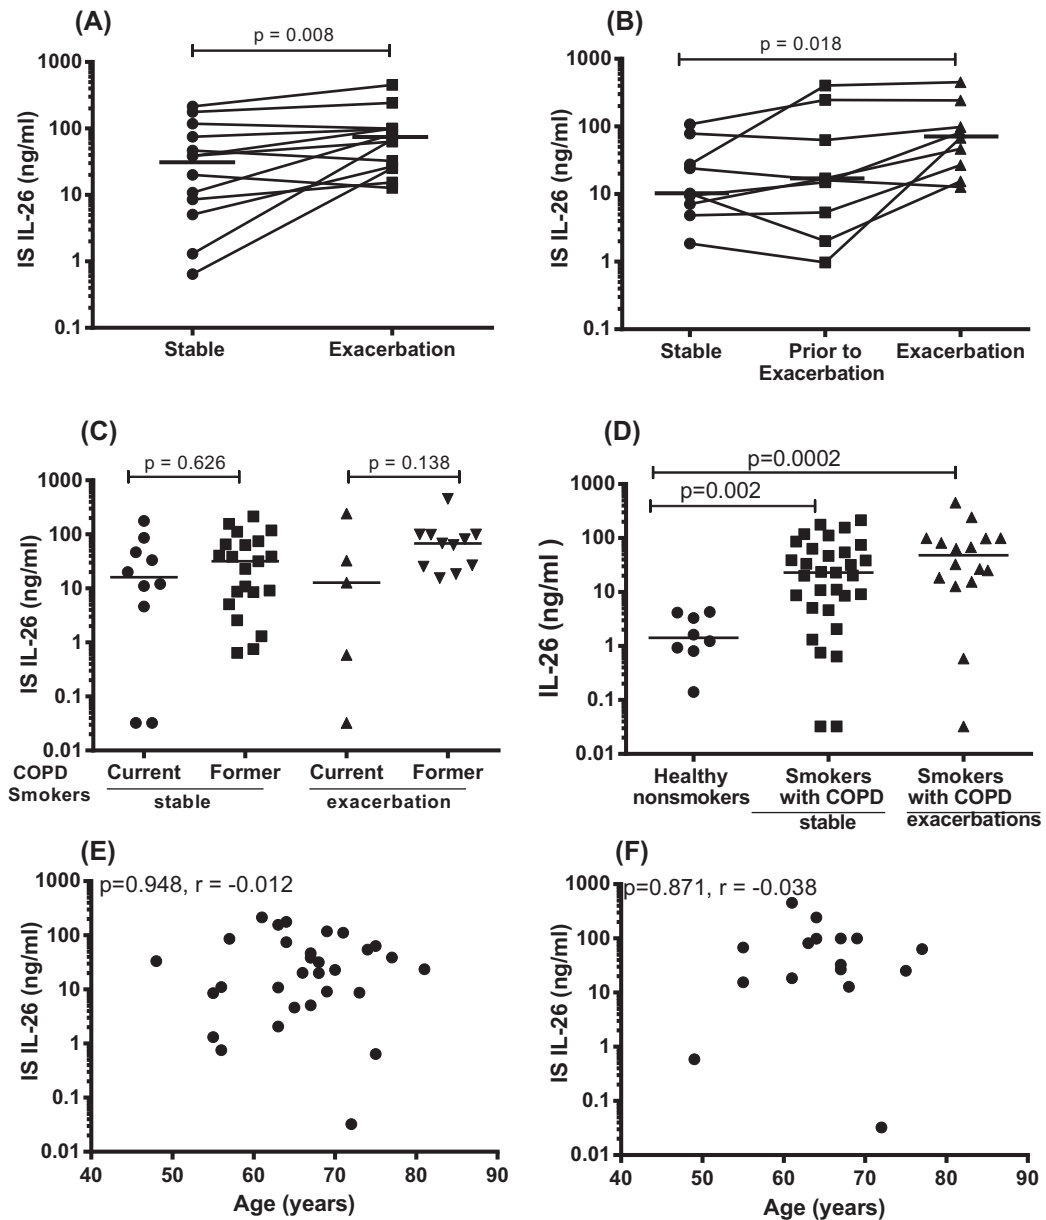 (A)
p = 0.008
IS IL-26 (ng/ml)
1000
100
10
1
0.1
Stable
Exacerbation
(B)
p = 0.018
IS IL-26 (ng/ml)
1000
100
10
1
0.1
Stable
Prior to
Exacerbation
Exacerbation
(C)
p = 0.626
p = 0.138
IS IL-26 (ng/ml)
1000
100
10
1
0.1
0.01
COPD
Smokers
Current
Former
Current
Former
stable
exacerbation
(D)
p=0.0002
p=0.002
IL-26 (ng/ml )
1000
100
10
1
0.1
0.01
Healthy
nonsmokers
Smokers
with COPD
stable
Smokers
with COPD
exacerbations
(E)
p=0.948, r = -0.012
IS IL-26 (ng/ml)
1000
100
10
1
0.1
0.01
40 50 60 70 80 90
Age (years)
(F)
p=0.871, r = -0.038
IS IL-26 (ng/ml)
1000
100
10
1
0.1
0.01
40 50 60 70 80 90
Age (years)